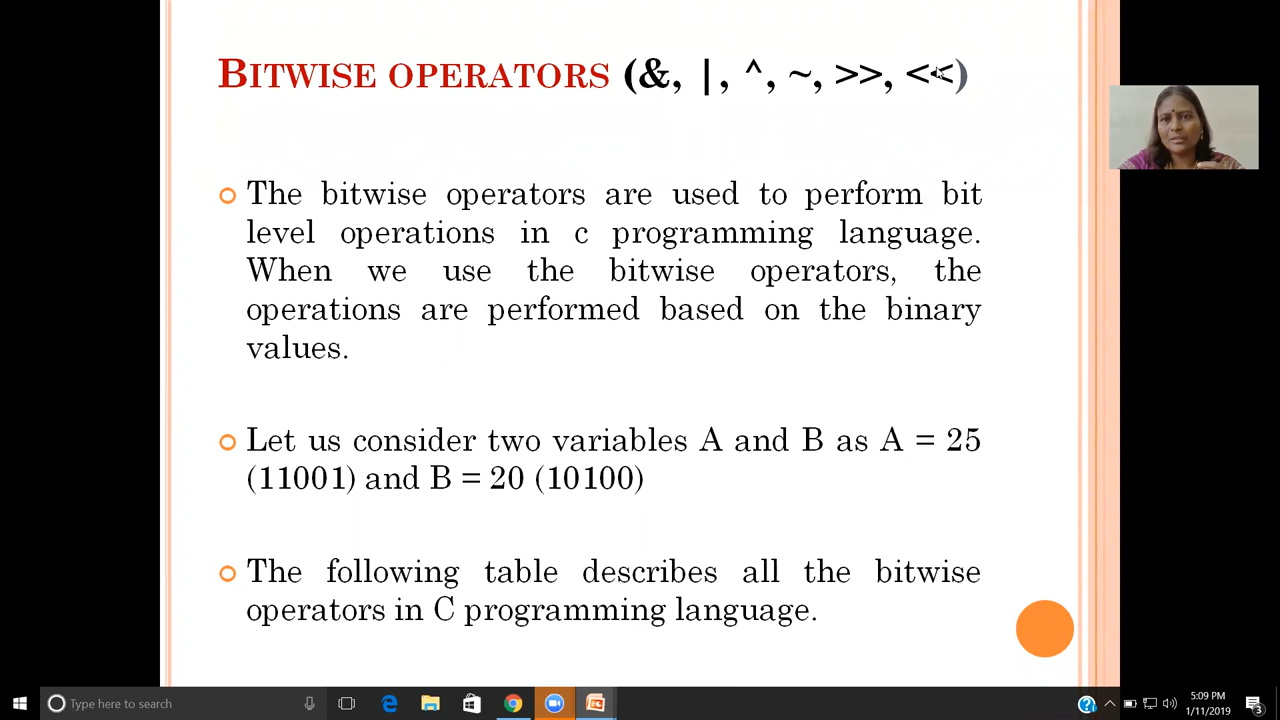 BITWISE OPERATORS (&, |, ^, ~, >>, <<)
The bitwise operators are used to perform bit
level operations in c programming language.
When we use the bitwise operators, the
operations are performed based on the binary
values.
Let us consider two variables A and B as A = 25
(11001) and B = 20 (10100)
The following table describes all the bitwise
operators in C programming language.
Type here to search
5:09 PM
1/11/2019
3